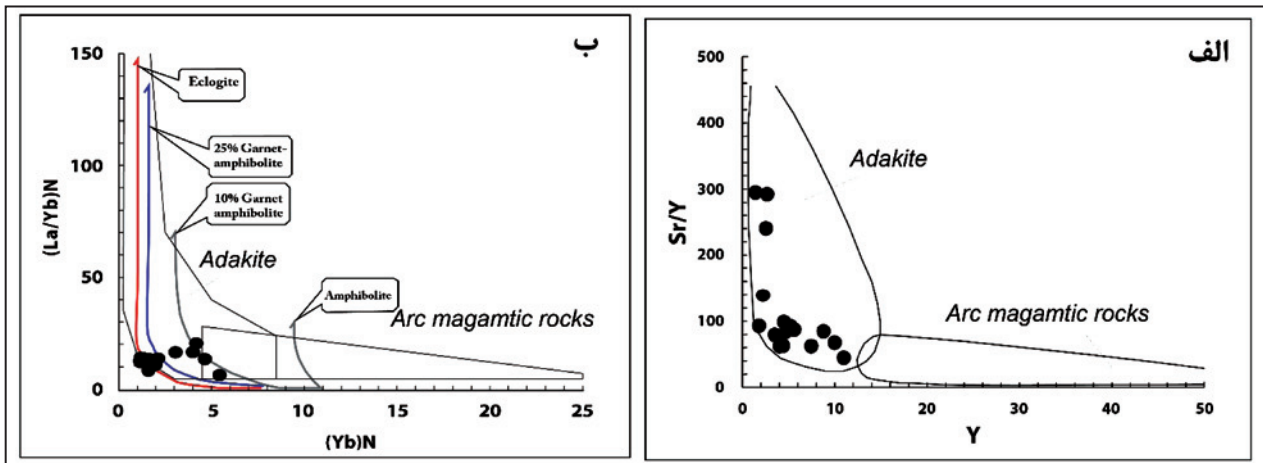 ب
150
100
50
0
(La/Yb)N
Eclogite
25% Garnet-
amphibolite
10% Garnet
amphibolite
Adakite
Amphibolite
Arc magamtic rocks
0
5
10
15
20
25
(Yb)N
الف
500
400
300
200
100
0
Sr/Y
Adakite
Arc magamtic rocks
0
10
20
30
40
50
Y